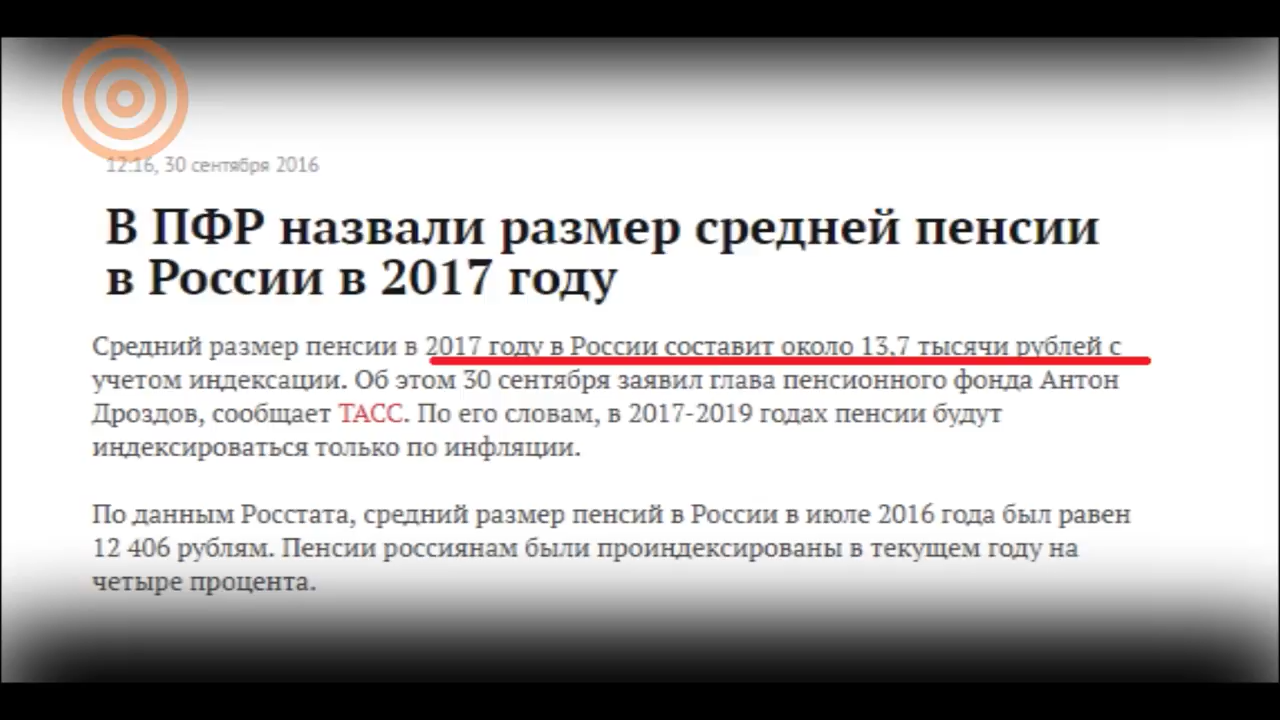 12:16, 30 сентября 2016
В ПФР назвали размер средней пенсии
в России в 2017 году
Средний размер пенсии в 2017 году в России составит около 13,7 тысячи рублей с
учетом индексации. Об этом 30 сентября заявил глава пенсионного фонда Антон
Дроздов, сообщает ТАСС. По его словам, в 2017-2019 годах пенсии будут
индексироваться только по инфляции.
По данным Росстата, средний размер пенсий в России в июле 2016 года был равен
12 406 рублям. Пенсии россиянам были проиндексированы в текущем году на
четыре процента.